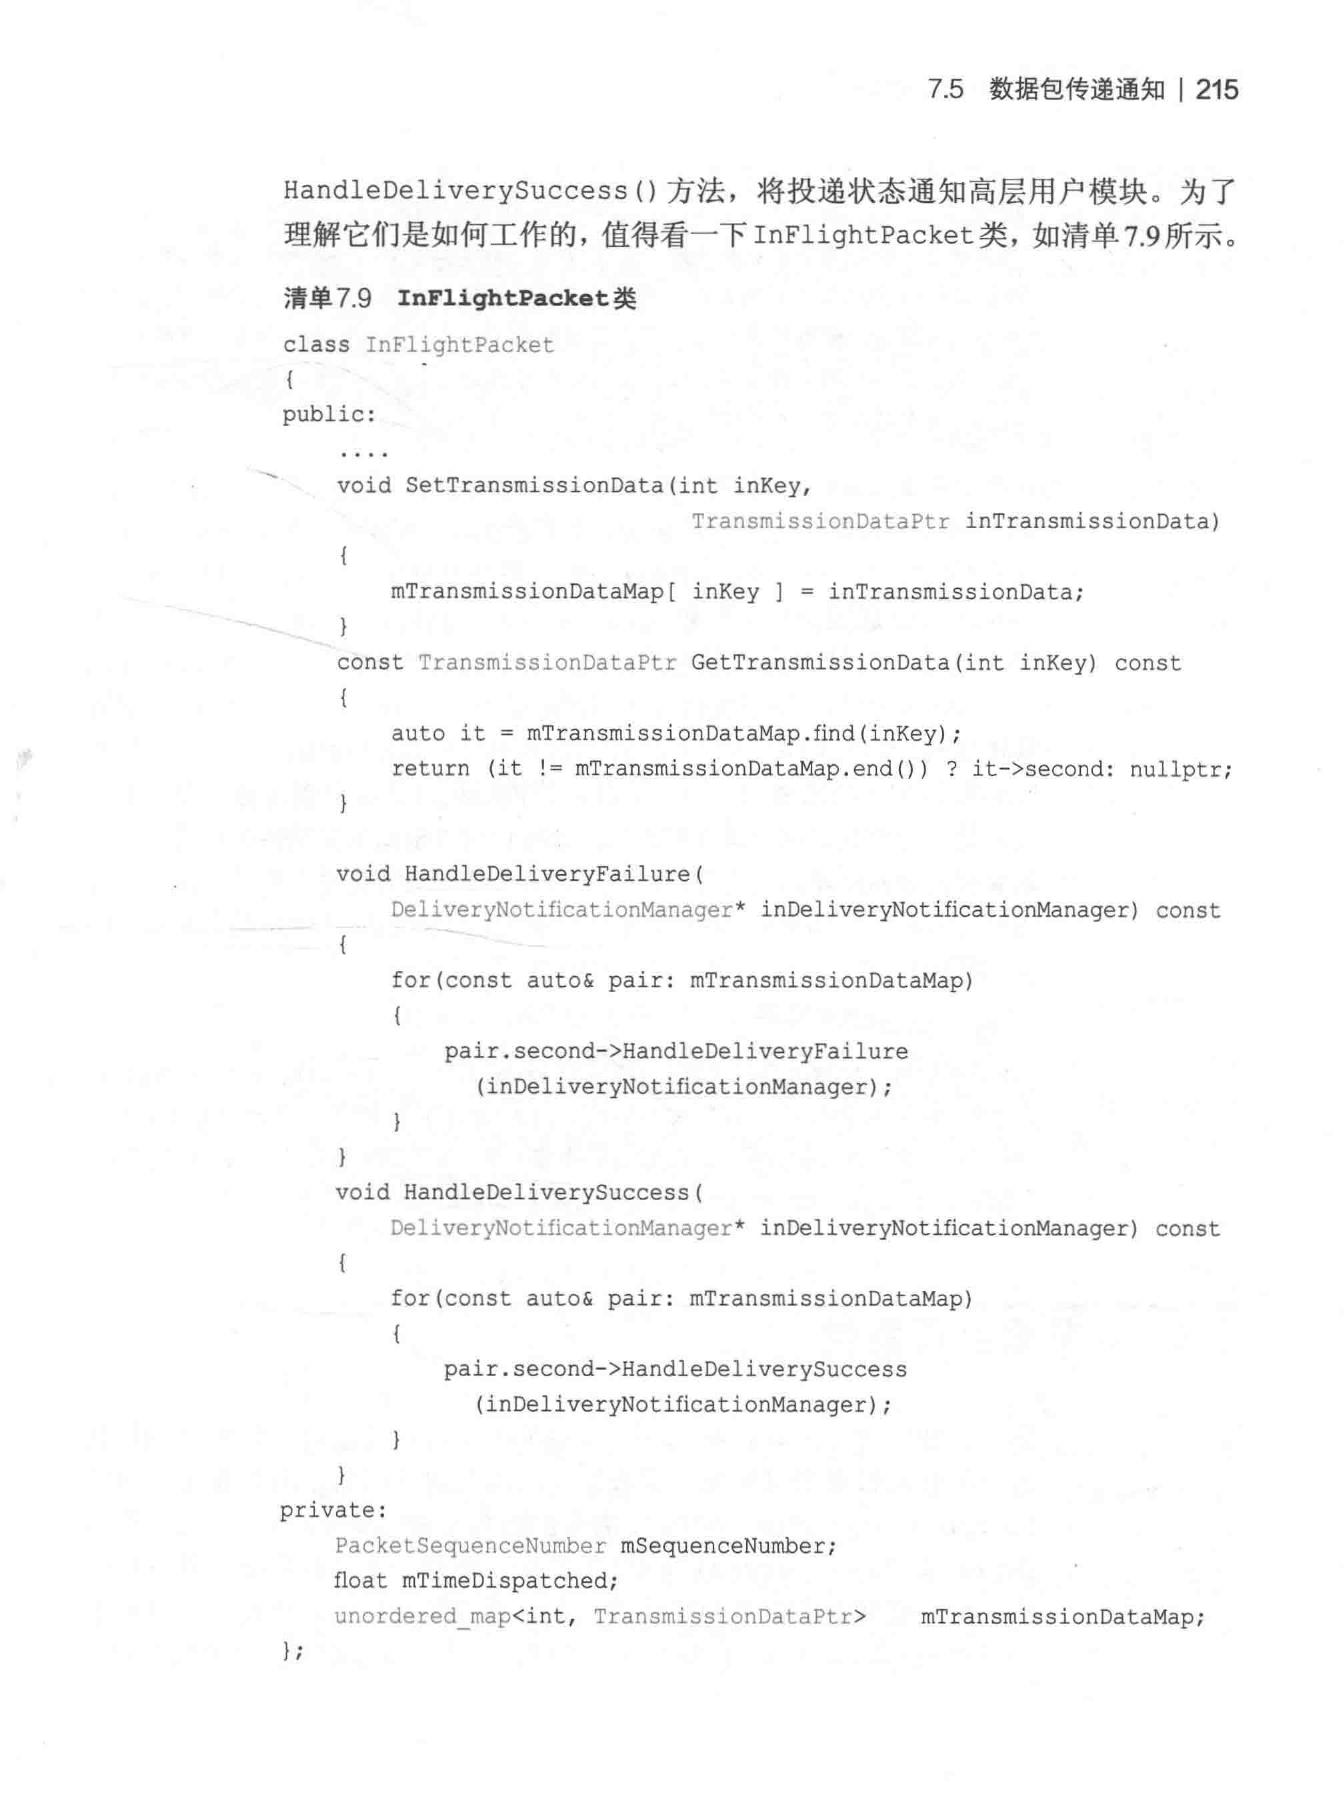 7.5 数据包传递通知 | 215
HandleDeliverySuccess()方法，将投递状态通知高层用户模块。为了
理解它们是如何工作的，值得看一下InFlightPacket类，如清单7.9所示。
清单7.9 InFlightPacket类
class InFlightPacket
{
public:
    ....
    void SetTransmissionData(int inKey,
                             TransmissionDataPtr inTransmissionData)
    {
        mTransmissionDataMap[ inKey ] = inTransmissionData;
    }
    const TransmissionDataPtr GetTransmissionData(int inKey) const
    {
        auto it = mTransmissionDataMap.find(inKey);
        return (it != mTransmissionDataMap.end()) ? it->second: nullptr;
    }
    void HandleDeliveryFailure(
        DeliveryNotificationManager* inDeliveryNotificationManager) const
    {
        for(const auto& pair: mTransmissionDataMap)
        {
            pair.second->HandleDeliveryFailure
              (inDeliveryNotificationManager);
        }
    }
    void HandleDeliverySuccess(
        DeliveryNotificationManager* inDeliveryNotificationManager) const
    {
        for(const auto& pair: mTransmissionDataMap)
        {
            pair.second->HandleDeliverySuccess
              (inDeliveryNotificationManager);
        }
    }
private:
    PacketSequenceNumber mSequenceNumber;
    float mTimeDispatched;
    unordered_map<int, TransmissionDataPtr>    mTransmissionDataMap;
};